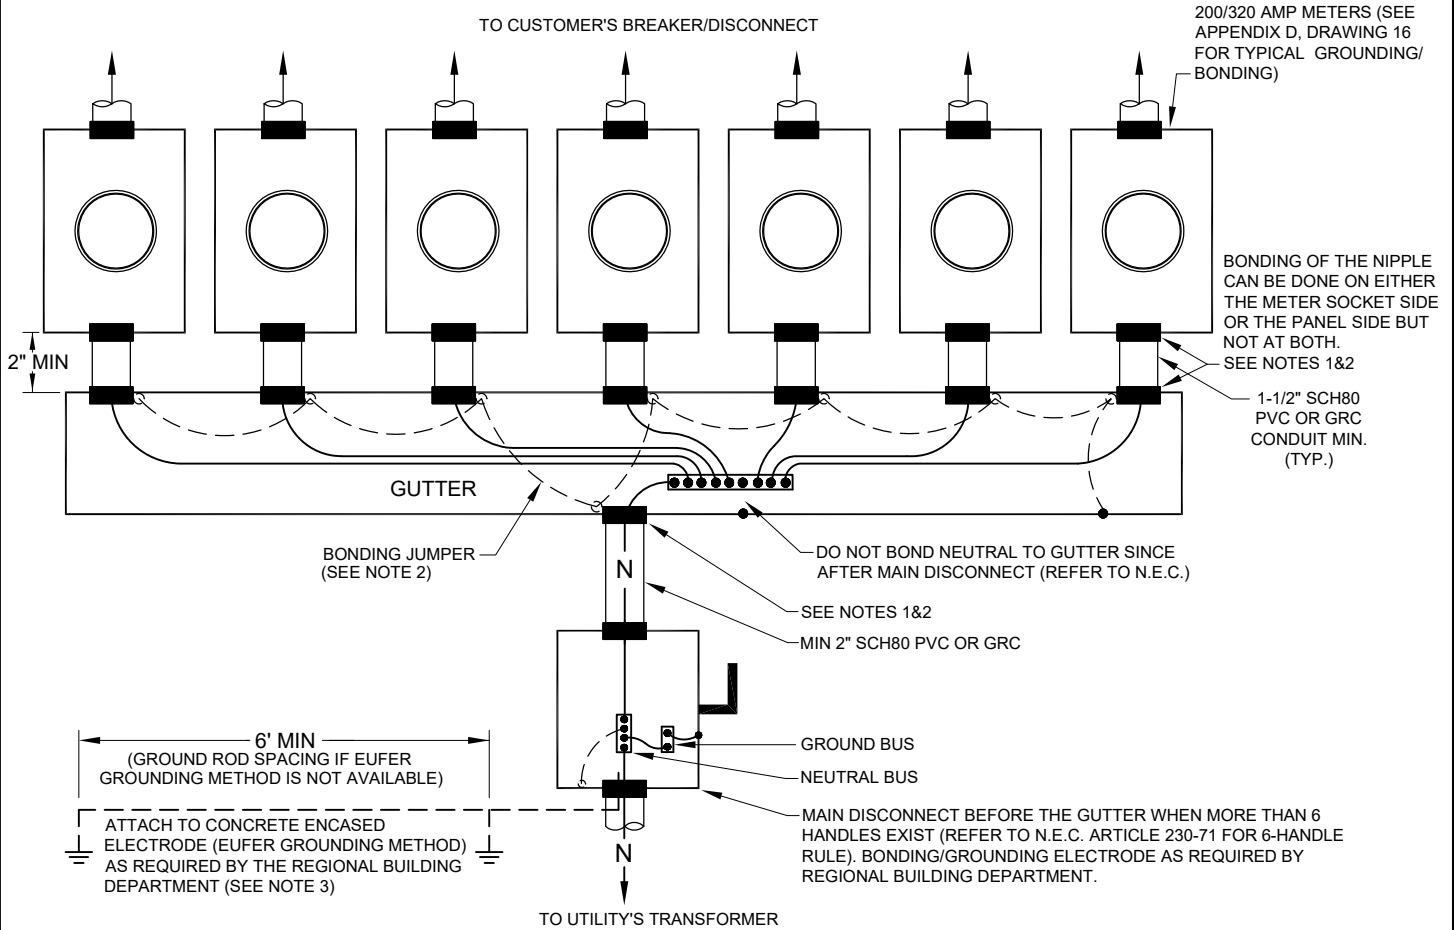 TO CUSTOMER'S BREAKER/DISCONNECT
200/320 AMP METERS (SEE
APPENDIX D, DRAWING 16
FOR TYPICAL GROUNDING/
BONDING)
BONDING OF THE NIPPLE
CAN BE DONE ON EITHER
THE METER SOCKET SIDE
OR THE PANEL SIDE BUT
NOT AT BOTH.
SEE NOTES 1&2
2" MIN
1-1/2" SCH80
PVC OR GRC
CONDUIT MIN.
(TYP.)
GUTTER
BONDING JUMPER
(SEE NOTE 2)
N
DO NOT BOND NEUTRAL TO GUTTER SINCE
AFTER MAIN DISCONNECT (REFER TO N.E.C.)
SEE NOTES 1&2
MIN 2" SCH80 PVC OR GRC
6' MIN
(GROUND ROD SPACING IF EUFER
GROUNDING METHOD IS NOT AVAILABLE)
GROUND BUS
NEUTRAL BUS
ATTACH TO CONCRETE ENCASED
ELECTRODE (EUFER GROUNDING METHOD)
AS REQUIRED BY THE REGIONAL BUILDING
DEPARTMENT (SEE NOTE 3)
MAIN DISCONNECT BEFORE THE GUTTER WHEN MORE THAN 6
HANDLES EXIST (REFER TO N.E.C. ARTICLE 230-71 FOR 6-HANDLE
RULE). BONDING/GROUNDING ELECTRODE AS REQUIRED BY
REGIONAL BUILDING DEPARTMENT.
N
TO UTILITY'S TRANSFORMER